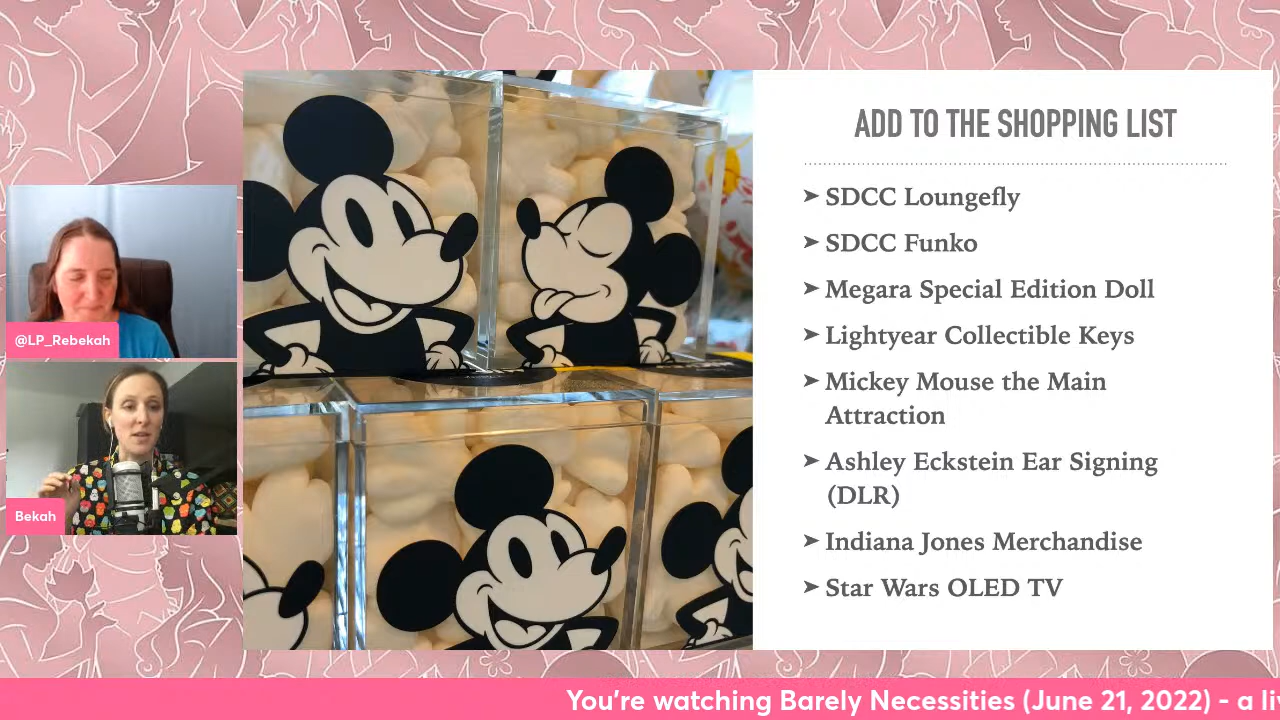 ADD TO THE SHOPPING LIST
➤ SDCC Loungefly
➤ SDCC Funko
➤ Megara Special Edition Doll
➤ Lightyear Collectible Keys
➤ Mickey Mouse the Main
Attraction
➤ Ashley Eckstein Ear Signing
(DLR)
➤ Indiana Jones Merchandise
➤ Star Wars OLED TV
@LP_Rebekah
Bekah
You're watching Barely Necessities (June 21, 2022) - a li